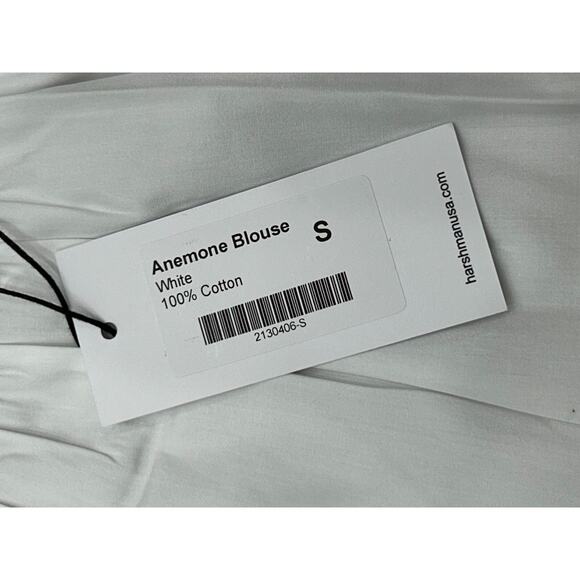 Anemone Blouse S
White
100% Cotton
2130406-S
harshmanusa.com